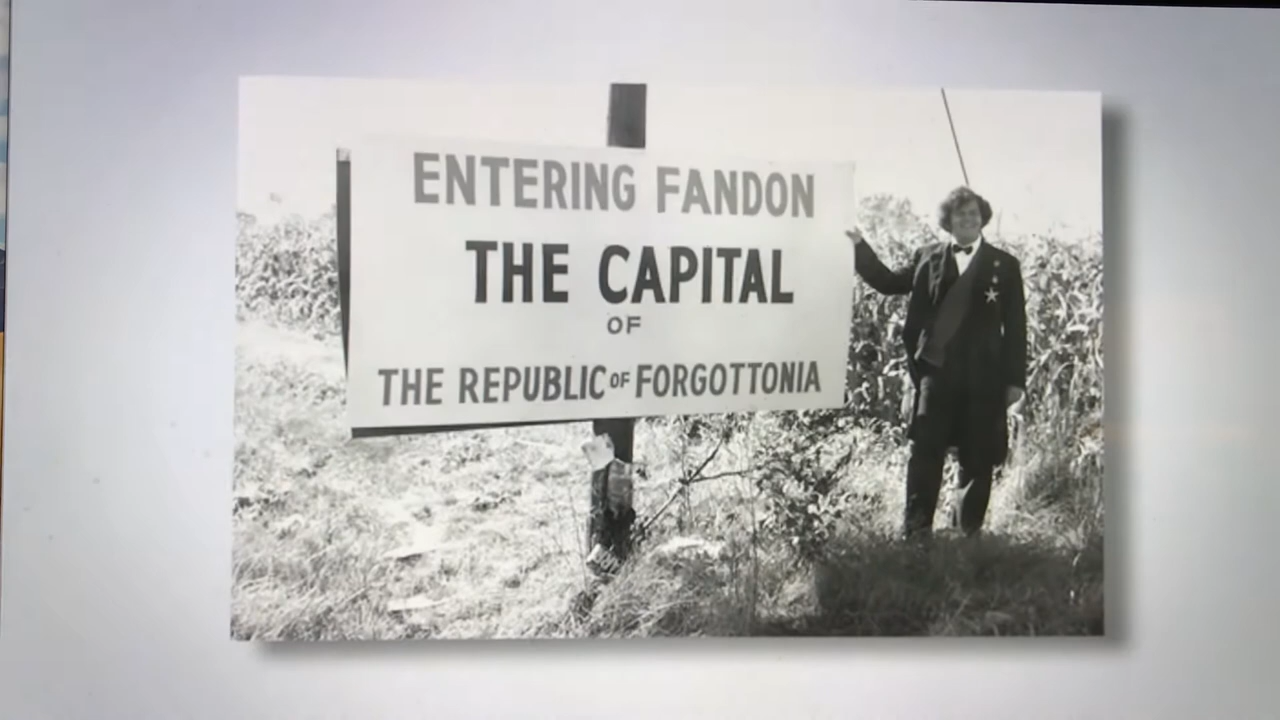 ENTERING FANDON
THE CAPITAL
OF
THE REPUBLIC OF FORGOTTONIA